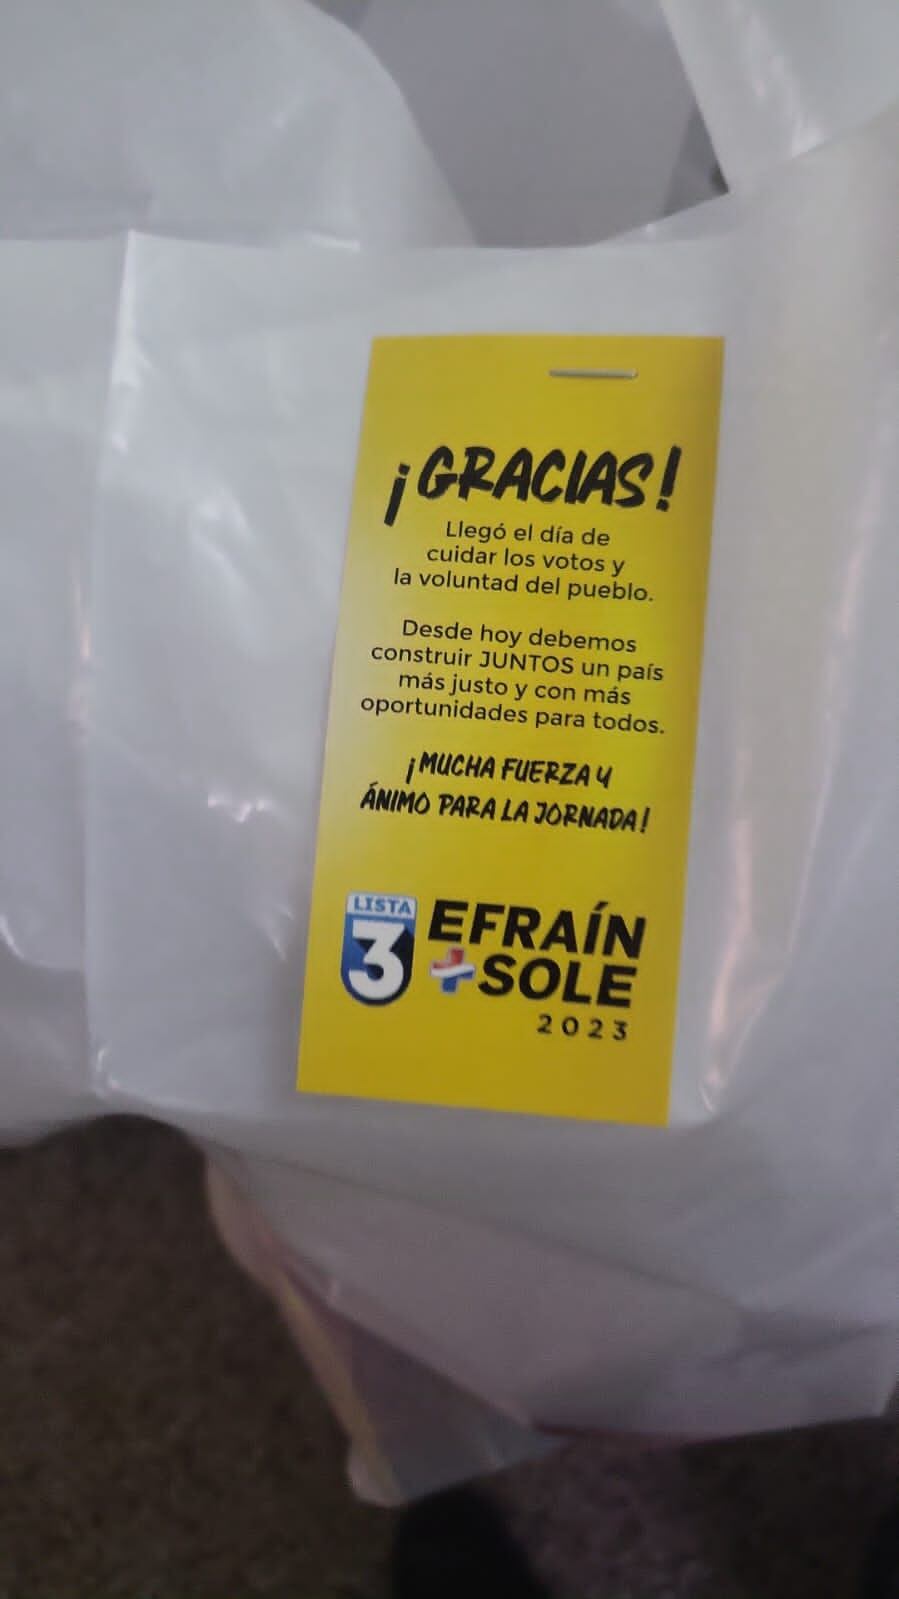 ¡GRACIAS!
Llegó el día de
cuidar los votos y
la voluntad del pueblo.
Desde hoy debemos
construir JUNTOS un país
más justo y con más
oportunidades para todos.
¡MUCHA FUERZA Y
ÁNIMO PARA LA JORNADA!
LISTA
3
EFRAÍN
+SOLE
2023